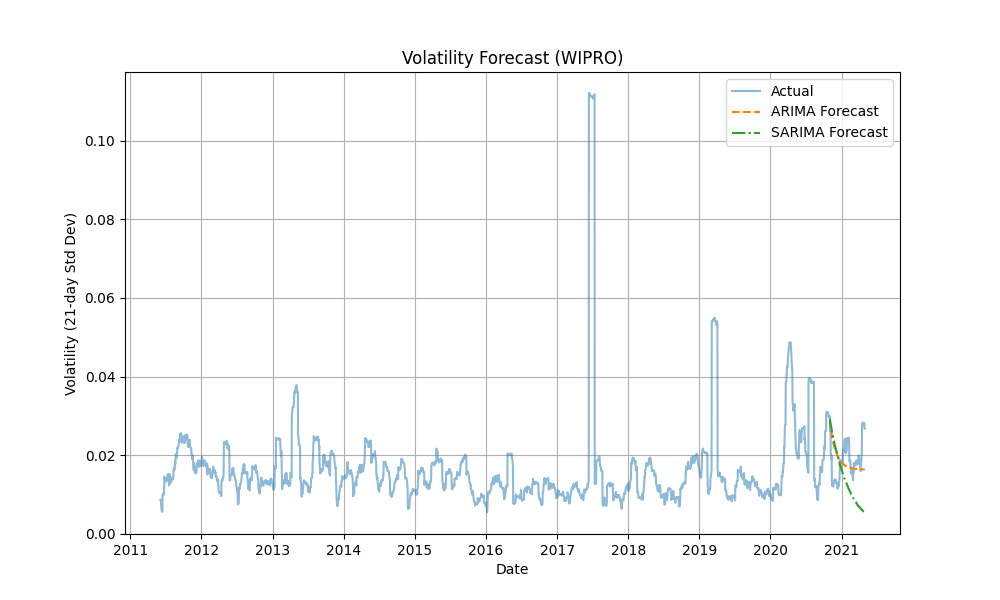 Volatility Forecast (WIPRO)
Actual
ARIMA Forecast
SARIMA Forecast
Volatility (21-day Std Dev)
0.10
0.08
0.06
0.04
0.02
0.00
2011 2012 2013 2014 2015 2016 2017 2018 2019 2020 2021
Date